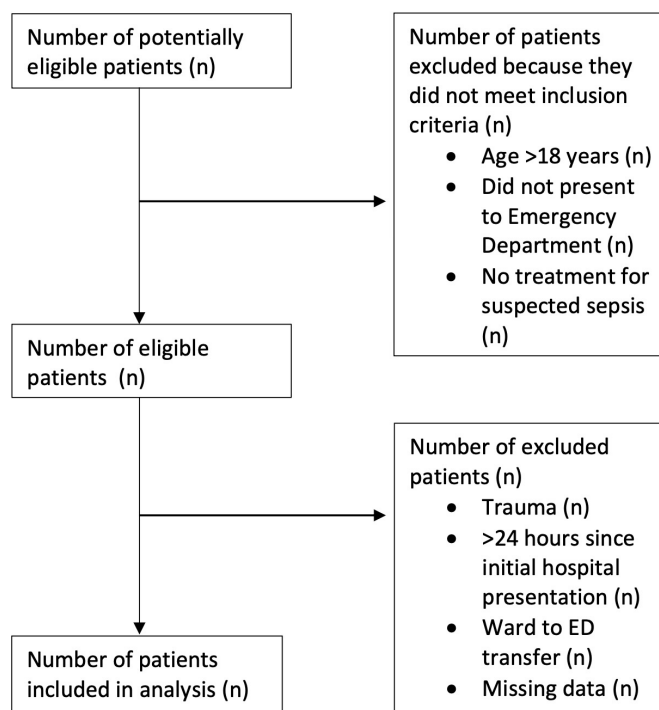 Number of potentially
eligible patients (n)
Number of patients
excluded because they
did not meet inclusion
criteria (n)
• Age >18 years (n)
• Did not present
to Emergency
Department (n)
• No treatment for
suspected sepsis
(n)
Number of eligible
patients (n)
Number of excluded
patients (n)
• Trauma (n)
• >24 hours since
initial hospital
presentation (n)
• Ward to ED
transfer (n)
• Missing data (n)
Number of patients
included in analysis (n)